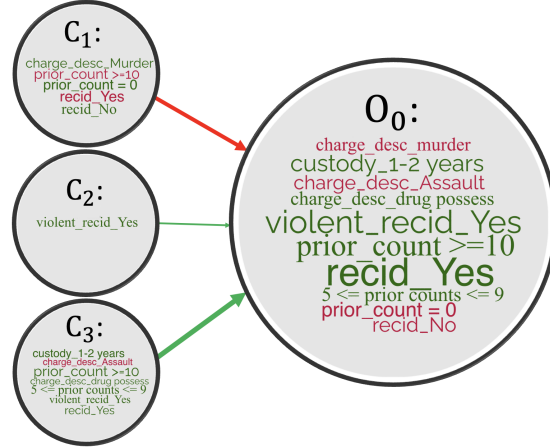 C1:
charge_desc_Murder
prior_count >=10
prior_count = 0
recid_Yes
recid_No
C2:
violent_recid_Yes
C3:
custody_1-2 years
charge_desc_Assault
prior_count >=10
charge_desc_drug possess
5 <= prior counts <= 9
violent_recid_Yes
recid_Yes
O0:
charge_desc_murder
custody_1-2 years
charge_desc_Assault
charge_desc_drug possess
violent_recid_Yes
prior_count >=10
recid_Yes
5 <= prior counts <= 9
prior_count = 0
recid_No